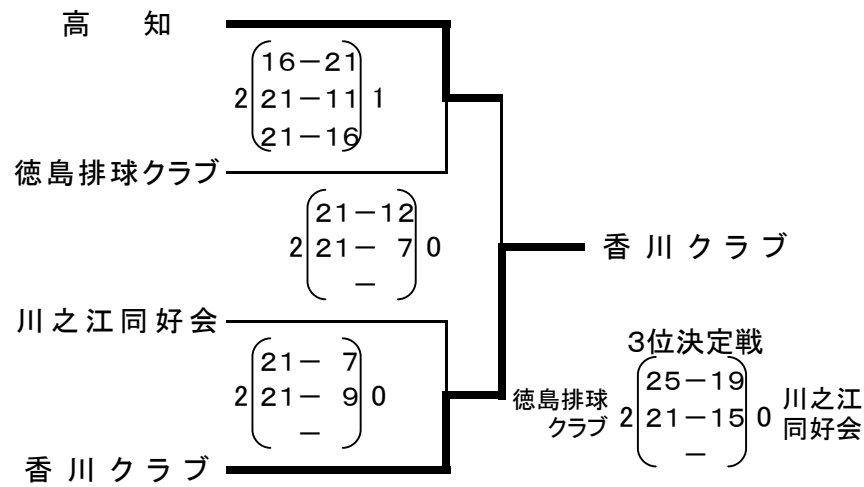 高　知
16－21
2 21－11 1
21－16
徳島排球クラブ
21－12
2 21－ 7 0
－
香川クラブ
川之江同好会
21－ 7
2 21－ 9 0
－
香川クラブ
3位決定戦
25－19
徳島排球クラブ 2 21－15 0 川之江同好会
－